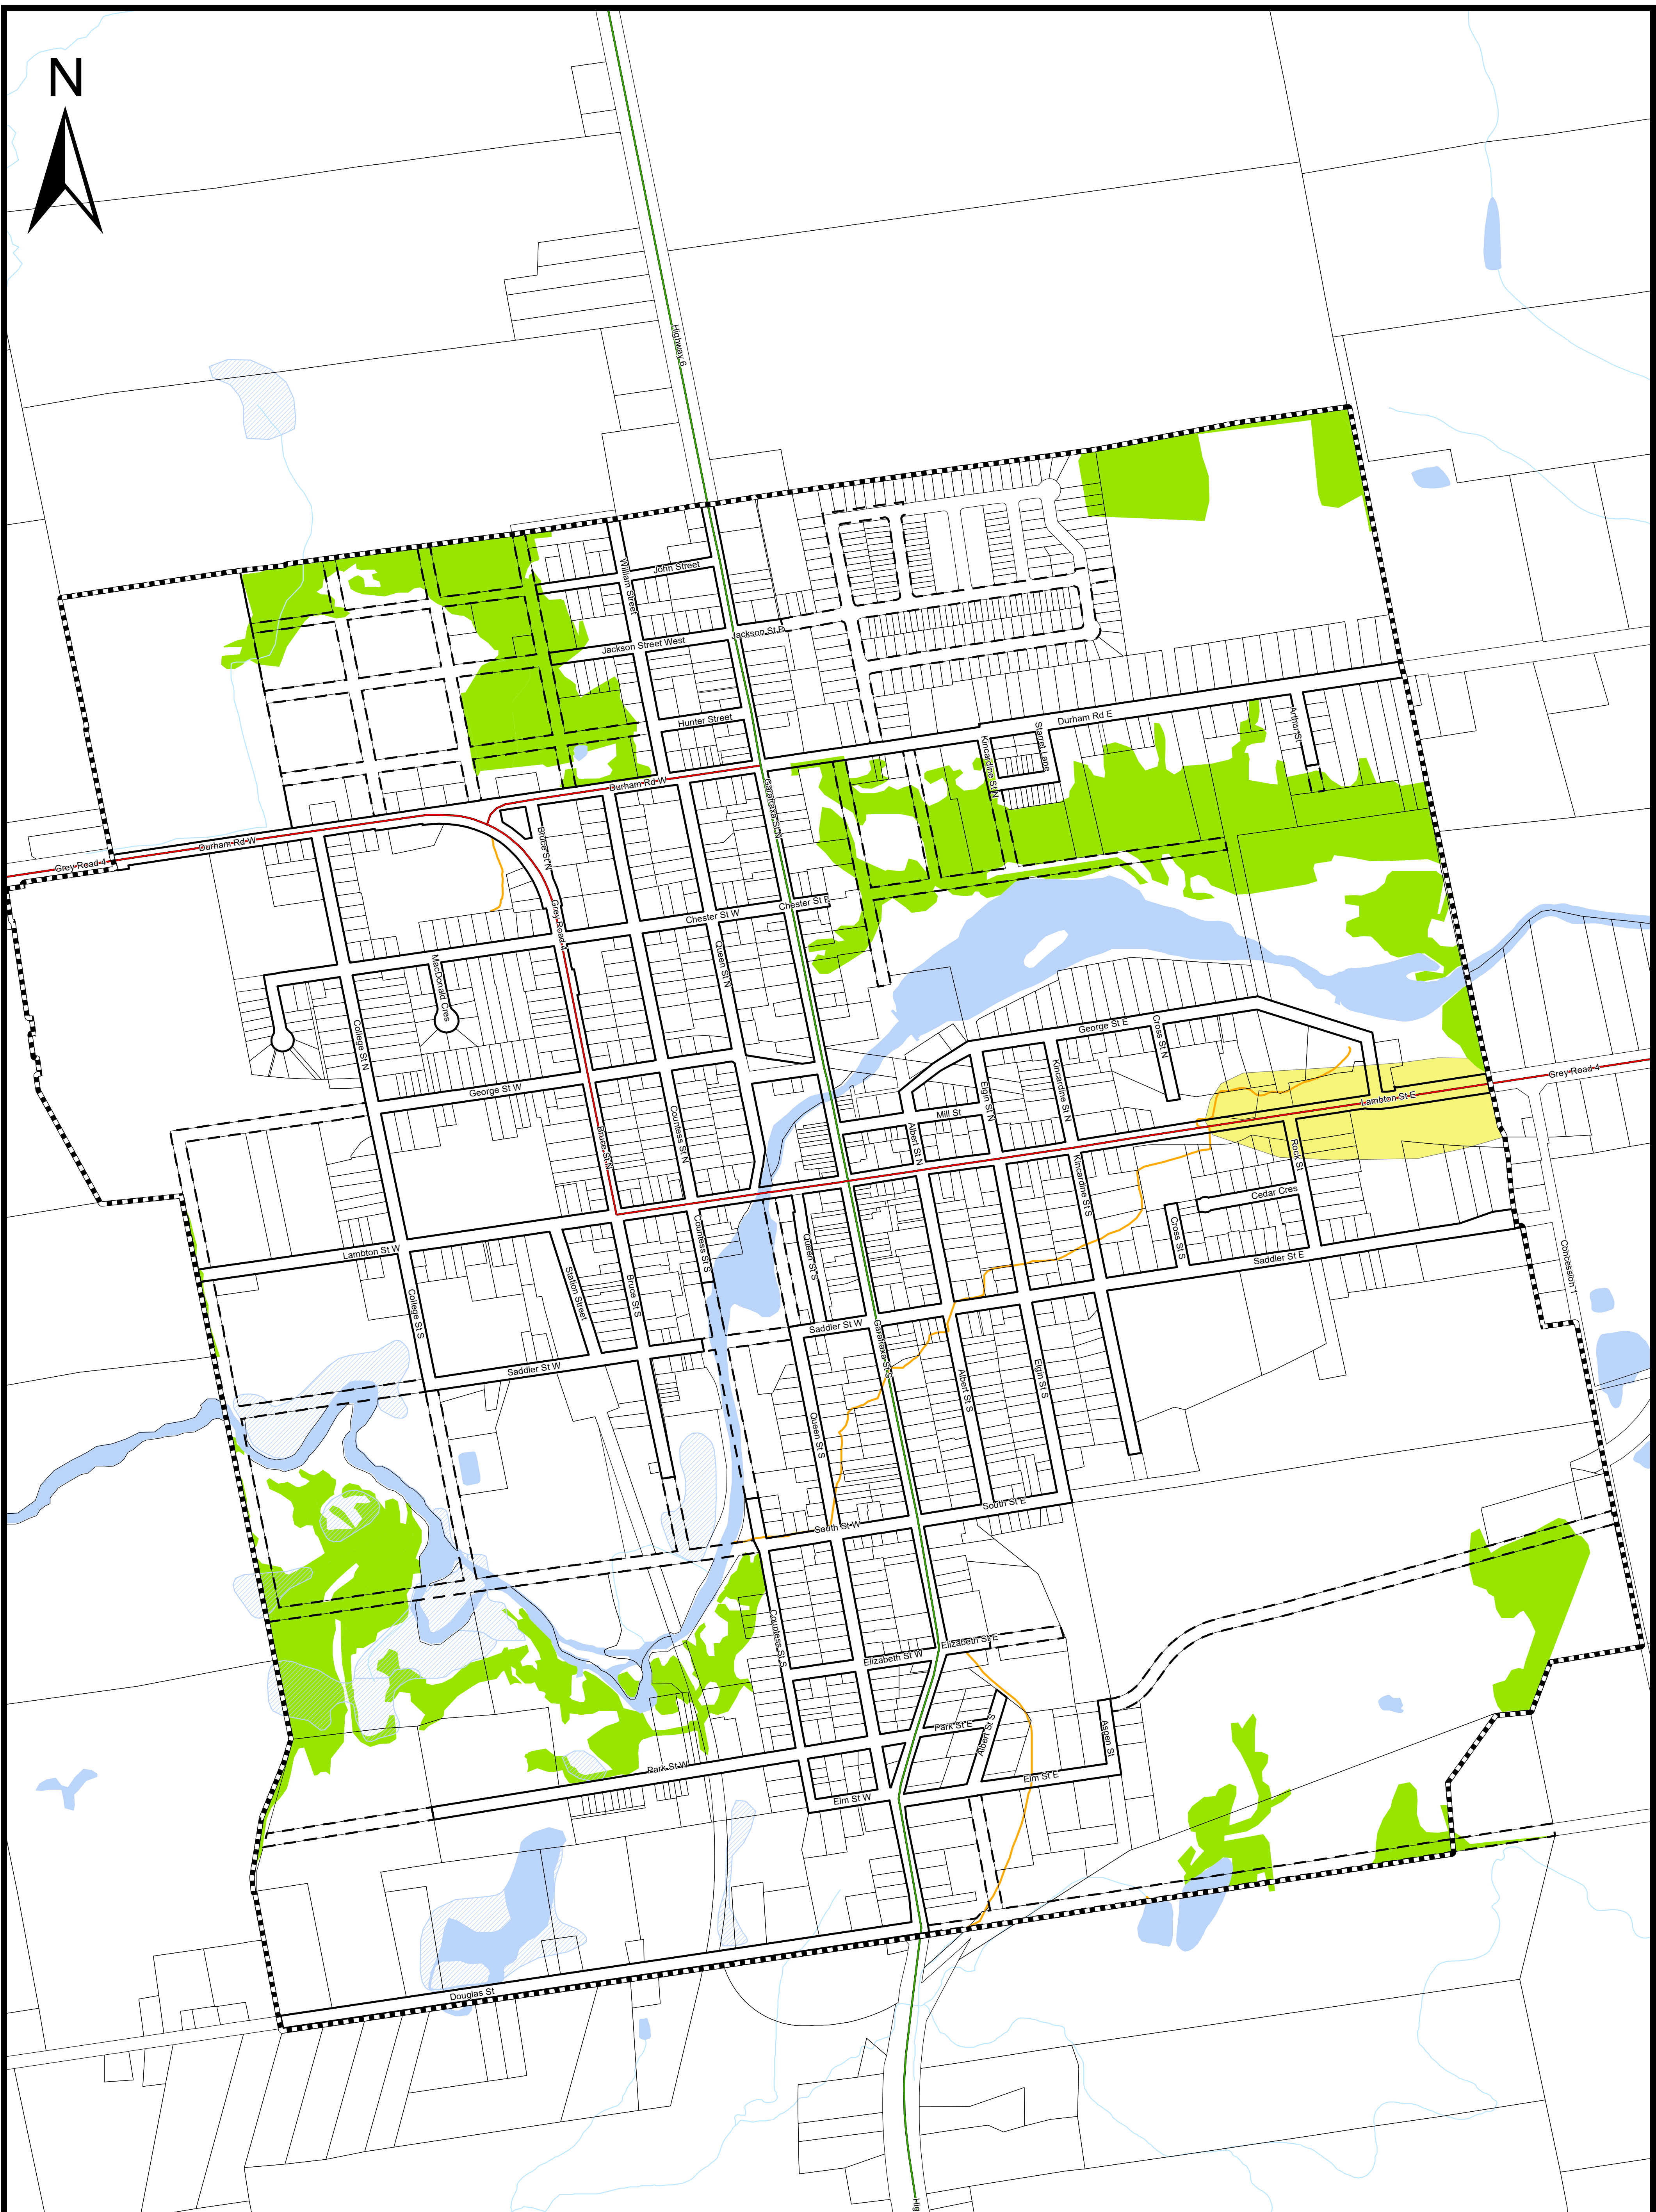 N
Highway 6
William Street
John Street
Jackson Street West
Jackson St E
Hunter Street
Durham Rd E
Arthur St
Starret Lane
Kincardine St N
Durham Rd W
Garafraxa St N
Bruce St N
Durham Rd W
Grey Road 4
Chester St E
Chester St W
Grey Road 4
Queen St N
MacDonald Cres
College St N
George St E
Cross St N
Kincardine St N
Elgin St N
Grey Road 4
Lambton St E
George St W
Mill St
Albert St N
Countess St N
Bruce St N
Rock St
Kincardine St S
Cedar Cres
Cross St S
Saddler St E
Concession 1
Lambton St W
Countess St S
Queen St S
Station Street
Bruce St S
College St S
Saddler St W
Garafraxa St S
Saddler St W
Albert St S
Elgin St S
Queen St S
South St E
South St W
Countess St S
Elizabeth St E
Elizabeth St W
Park St E
Albert St S
Aspen St
Park St W
Elm St E
Elm St W
Douglas St
Hig